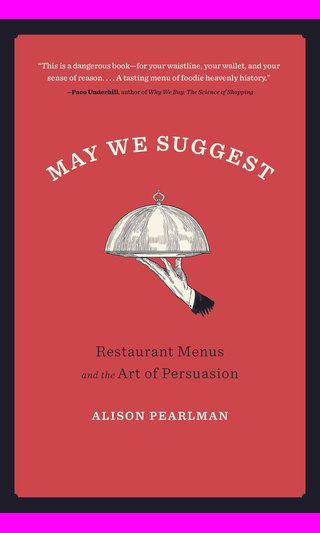 “This is a dangerous book—for your waistline, your wallet, and your
sense of reason. . . . A tasting menu of foodie heavenly history.”
—Paco Underhill, author of Why We Buy: The Science of Shopping
MAY WE SUGGEST
Restaurant Menus
and the Art of Persuasion
ALISON PEARLMAN